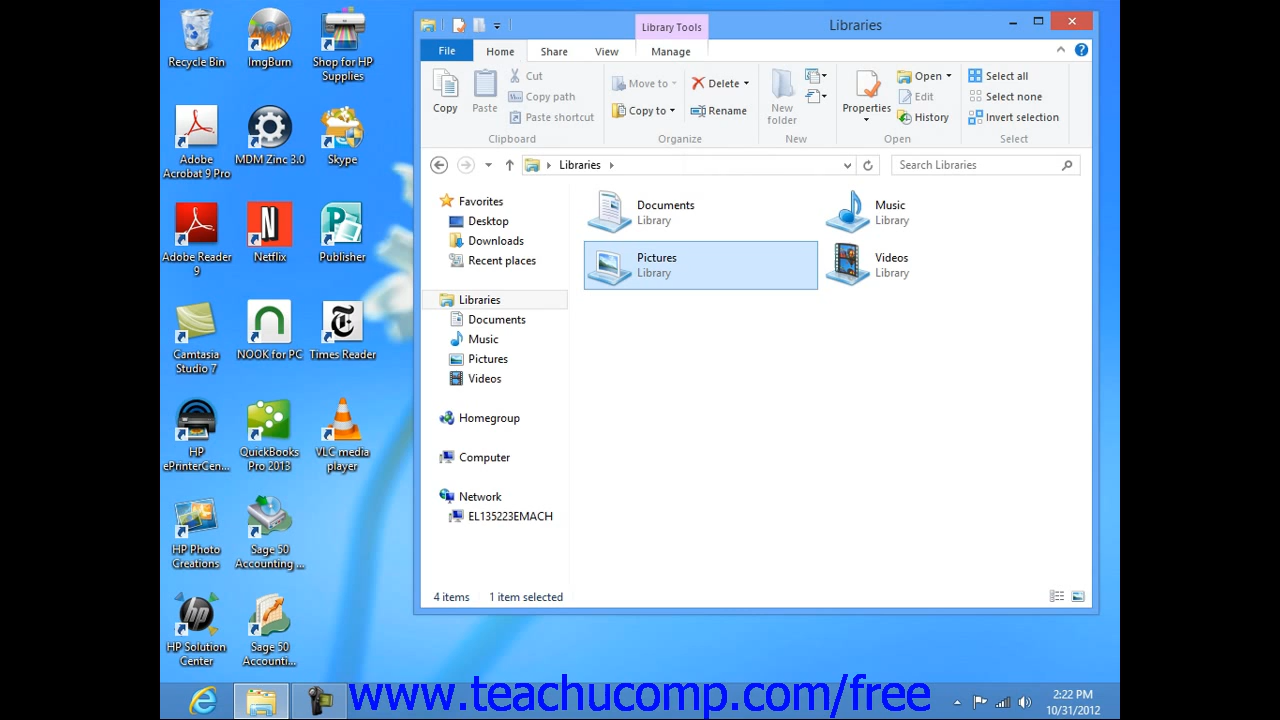 Recycle Bin
ImgBurn
Shop for HP
Supplies
Adobe
Acrobat 9 Pro
MDM Zinc 3.0
Skype
Adobe Reader
9
Netflix
Publisher
Camtasia
Studio 7
NOOK for PC
Times Reader
HP
ePrinterCen...
QuickBooks
Pro 2013
VLC media
player
HP Photo
Creations
Sage 50
Accounting ...
HP Solution
Center
Sage 50
Accounti...
Library Tools
Libraries
File
Home
Share
View
Manage
Copy
Paste
Cut
Copy path
Paste shortcut
Clipboard
Move to
Copy to
Delete
Rename
Organize
New
folder
New
Properties
Open
Edit
History
Open
Select all
Select none
Invert selection
Select
Libraries
Search Libraries
Favorites
Desktop
Downloads
Recent places
Libraries
Documents
Music
Pictures
Videos
Homegroup
Computer
Network
EL135223EMACH
Documents
Library
Music
Library
Pictures
Library
Videos
Library
4 items
1 item selected
www.teachucomp.com/free
2:22 PM
10/31/2012